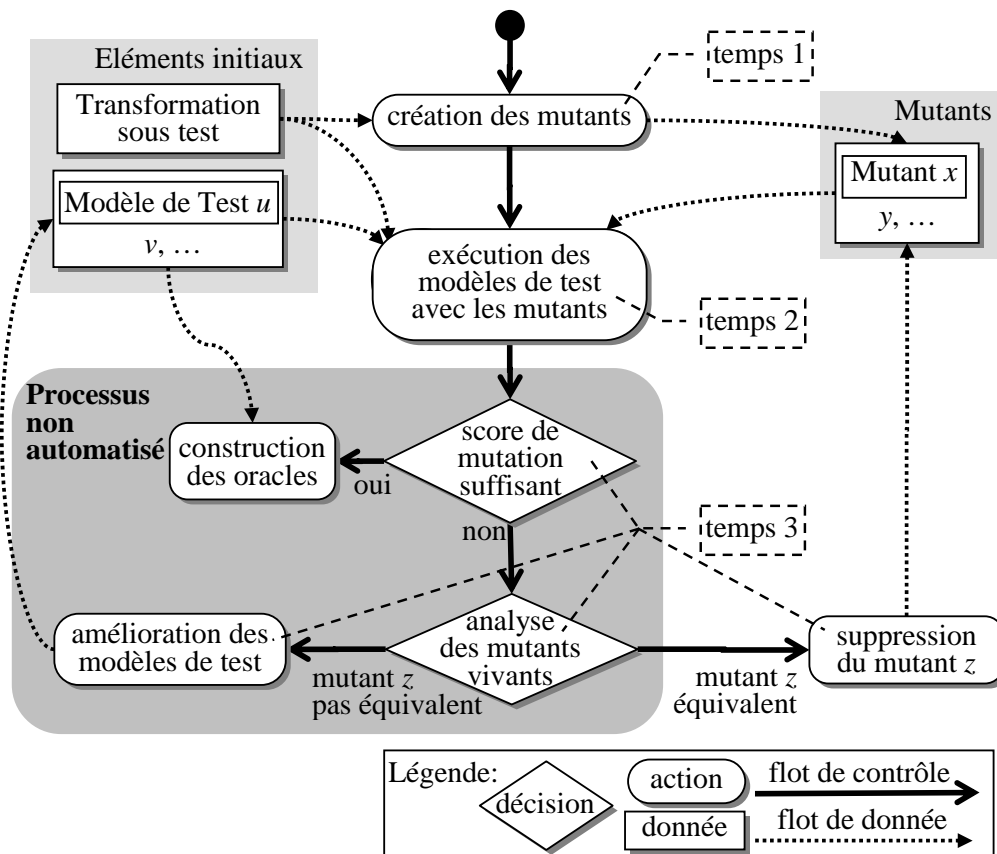 Eléments initiaux
Transformation
sous test
Modèle de Test u
v, …
temps 1
création des mutants
Mutants
Mutant x
y, …
exécution des
modèles de test
avec les mutants
temps 2
Processus
non
automatisé
construction
des oracles
oui
score de
mutation
suffisant
non
temps 3
amélioration des
modèles de test
mutant z
pas équivalent
analyse
des mutants
vivants
mutant z
équivalent
suppression
du mutant z
Légende:
décision
action
donnée
flot de contrôle
flot de donnée